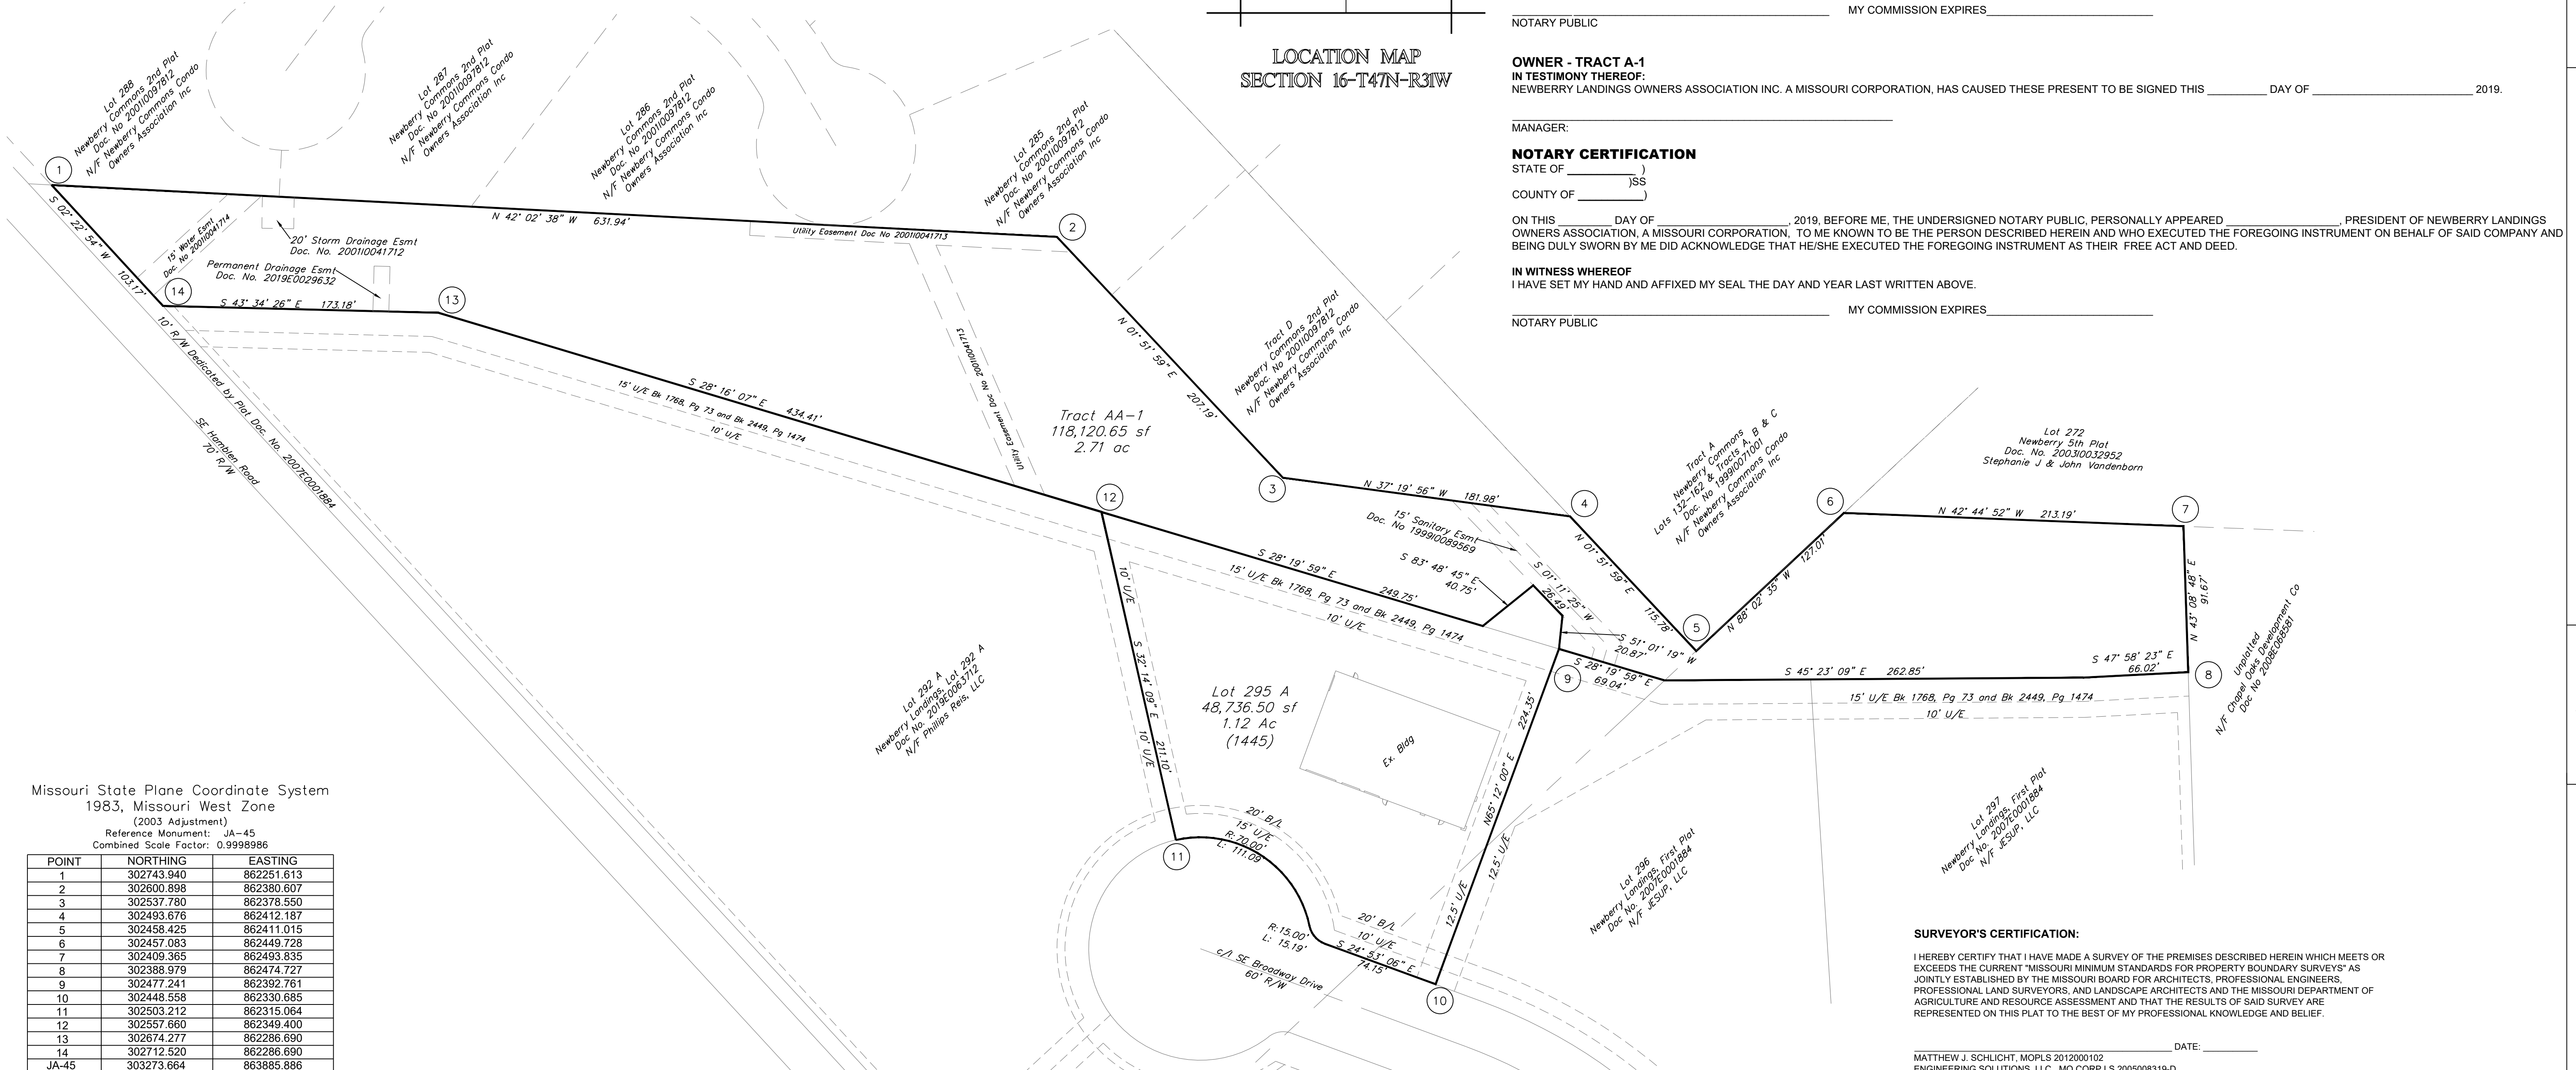 NOTARY PUBLIC
MY COMMISSION EXPIRES
LOCATION MAP
SECTION 16-T47N-R31W
OWNER - TRACT A-1
IN TESTIMONY THEREOF:
NEWBERRY LANDINGS OWNERS ASSOCIATION INC. A MISSOURI CORPORATION, HAS CAUSED THESE PRESENT TO BE SIGNED THIS __________ DAY OF __________ 2019.
MANAGER:
NOTARY CERTIFICATION
STATE OF __________ )
)SS
COUNTY OF __________)
ON THIS __________ DAY OF __________, 2019, BEFORE ME, THE UNDERSIGNED NOTARY PUBLIC, PERSONALLY APPEARED __________, PRESIDENT OF NEWBERRY LANDINGS
OWNERS ASSOCIATION, A MISSOURI CORPORATION, TO ME KNOWN TO BE THE PERSON DESCRIBED HEREIN AND WHO EXECUTED THE FOREGOING INSTRUMENT ON BEHALF OF SAID COMPANY AND
BEING DULY SWORN BY ME DID ACKNOWLEDGE THAT HE/SHE EXECUTED THE FOREGOING INSTRUMENT AS THEIR FREE ACT AND DEED.
IN WITNESS WHEREOF
I HAVE SET MY HAND AND AFFIXED MY SEAL THE DAY AND YEAR LAST WRITTEN ABOVE.
MY COMMISSION EXPIRES
NOTARY PUBLIC
Lot 288
Newberry Commons 2nd Plat
Doc. No 2001I0097812
N/F Newberry Commons Condo
Owners Association Inc
Lot 287
Newberry Commons 2nd Plat
Doc. No 2001I0097812
N/F Newberry Commons Condo
Owners Association Inc
Lot 286
Newberry Commons 2nd Plat
Doc. No 2001I0097812
N/F Newberry Commons Condo
Owners Association Inc
Lot 285
Newberry Commons 2nd Plat
Doc. No 2001I0097812
N/F Newberry Commons Condo
Owners Association Inc
1
N 42° 02' 38" W 631.94'
2
S 02° 22' 54" W 103.17'
15' Water Esmt
Doc. No 2001I0041714
20' Storm Drainage Esmt
Doc. No. 2001I0041712
Permanent Drainage Esmt
Doc. No. 2019E0029632
Utility Easement Doc No 2001I0041713
14
S 43° 34' 26" E 173.18'
13
10' R/W Dedicated by Plat Doc. No. 2007E0001884
SE Hamblen Road
70' R/W
S 28° 16' 07" E 434.41'
15' U/E Bk 1768, Pg 73 and Bk 2449, Pg 1474
10' U/E
Utility Easement Doc No 2001I0041713
Tract AA-1
118,120.65 sf
2.71 ac
N 01° 51' 59" E 207.19'
Tract D
Newberry Commons 2nd Plat
Doc. No 2001I0097812
N/F Newberry Commons Condo
Owners Association Inc
3
N 37° 19' 56" W 181.98'
4
15' Sanitary Esmt
Doc. No 1999I0089569
Tract A
Newberry Commons
Lots 132-162 & Tracts A, B & C
Doc. No 1999I0071001
N/F Newberry Commons Condo
Owners Association Inc
N 01° 51' 59" E 115.78'
5
N 88° 02' 35" W 127.01'
6
Lot 272
Newberry 5th Plat
Doc. No 2003I0032952
Stephanie J & John Vandenborn
N 42° 44' 52" W 213.19'
7
N 43° 08' 48" E
91.67'
8
Unplatted
N/F Chapel Oaks Development Co
Doc No 2008E068581
12
S 28° 19' 59" E 249.75'
15' U/E Bk 1768, Pg 73 and Bk 2449, Pg 1474
10' U/E
S 83° 48' 45" E
40.75'
S 01° 11' 25" W
26.49'
S 51° 01' 19" W
20.87'
9
S 28° 19' 59" E
69.04'
S 45° 23' 09" E 262.85'
S 47° 58' 23" E
66.02'
15' U/E Bk 1768, Pg 73 and Bk 2449, Pg 1474
10' U/E
10' U/E
S 32° 14' 09" E 211.10'
10' U/E
Lot 292 A
Newberry Landings, Lot 292 A
Doc No. 2019E0063712
N/F Phillips Reis, LLC
Lot 295 A
48,736.50 sf
1.12 Ac
(1445)
Ex. Bldg
N65° 12' 00" E 224.35'
12.5' U/E
12.5' U/E
11
20' B/L
15' U/E
R: 70.00'
L: 111.09'
R:15.00'
L: 15.19'
20' B/L
10' U/E
S 24° 53' 06" E
74.15'
10
c/l SE Broadway Drive
60' R/W
Lot 296
Newberry Landings, First Plat
Doc No. 2007E0001884
N/F JESUP, LLC
Lot 297
Newberry Landings, First Plat
Doc No. 2007E0001884
N/F JESUP, LLC
Missouri State Plane Coordinate System
1983, Missouri West Zone
(2003 Adjustment)
Reference Monument: JA-45
Combined Scale Factor: 0.9998986
POINT NORTHING EASTING
1 302743.940 862251.613
2 302600.898 862380.607
3 302537.780 862378.550
4 302493.676 862412.187
5 302458.425 862411.015
6 302457.083 862449.728
7 302409.365 862493.835
8 302388.979 862474.727
9 302477.241 862392.761
10 302448.558 862330.685
11 302503.212 862315.064
12 302557.660 862349.400
13 302674.277 862286.690
14 302712.520 862286.690
JA-45 303273.664 863885.886
SURVEYOR'S CERTIFICATION:
I HEREBY CERTIFY THAT I HAVE MADE A SURVEY OF THE PREMISES DESCRIBED HEREIN WHICH MEETS OR
EXCEEDS THE CURRENT "MISSOURI MINIMUM STANDARDS FOR PROPERTY BOUNDARY SURVEYS" AS
JOINTLY ESTABLISHED BY THE MISSOURI BOARD FOR ARCHITECTS, PROFESSIONAL ENGINEERS,
PROFESSIONAL LAND SURVEYORS, AND LANDSCAPE ARCHITECTS AND THE MISSOURI DEPARTMENT OF
AGRICULTURE AND RESOURCE ASSESSMENT AND THAT THE RESULTS OF SAID SURVEY ARE
REPRESENTED ON THIS PLAT TO THE BEST OF MY PROFESSIONAL KNOWLEDGE AND BELIEF.
DATE: __________
MATTHEW J. SCHLICHT, MOPLS 2012000102
ENGINEERING SOLUTIONS, LLC., MO CORP LS 2005008319-D